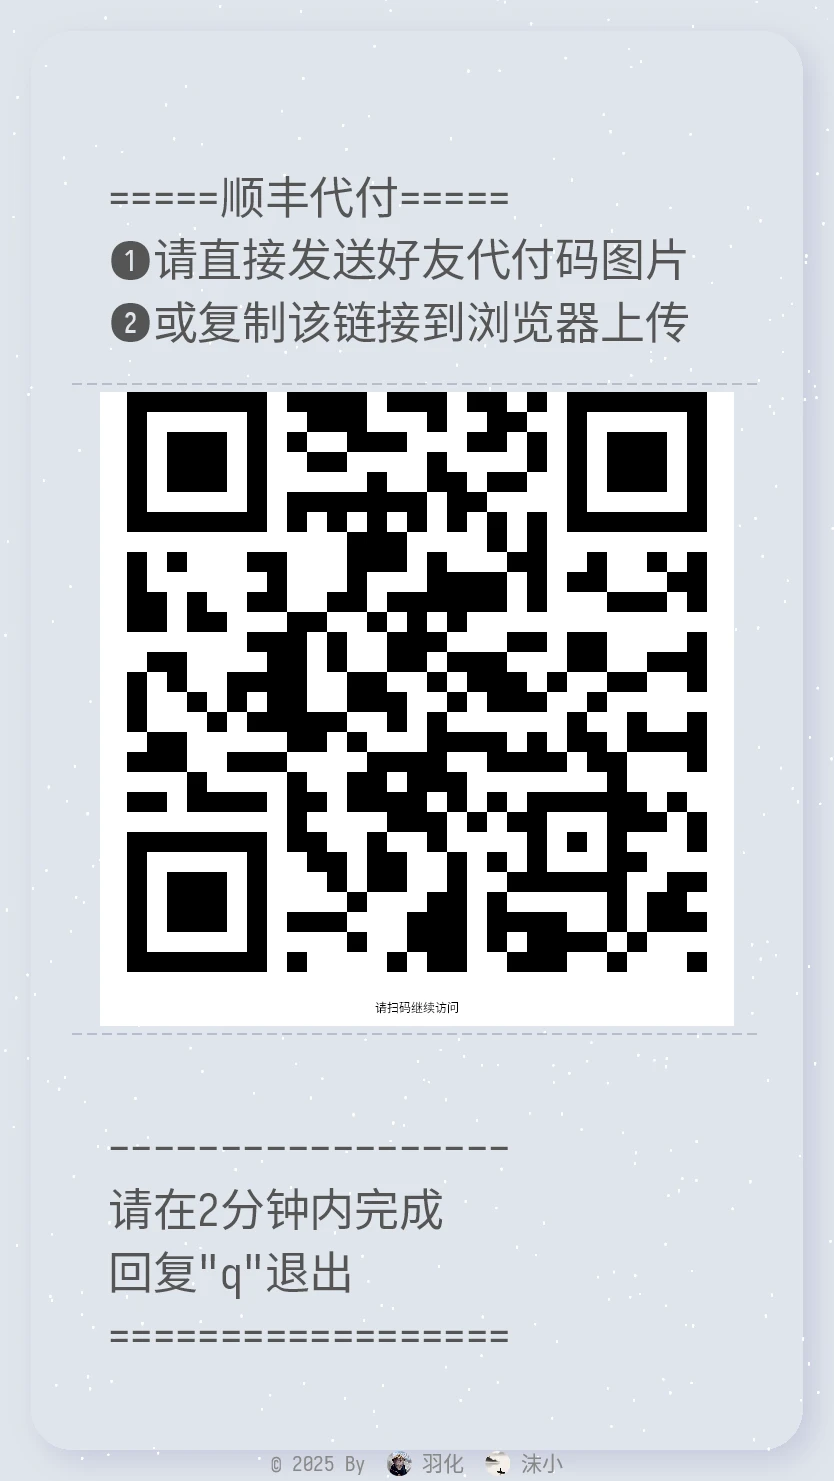 =====顺丰代付=====
❶请直接发送好友代付码图片
❷或复制该链接到浏览器上传
请扫码继续访问
------------------
请在2分钟内完成
回复"q"退出
==================
© 2025 By 羽化 沫小